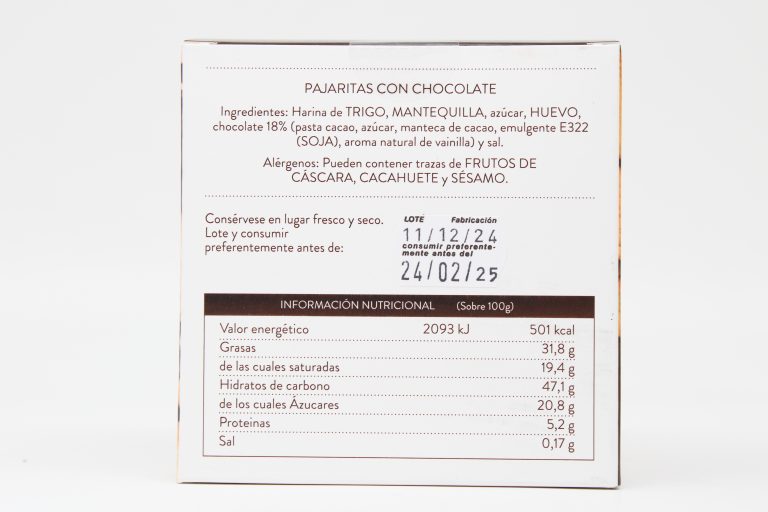 PAJARITAS CON CHOCOLATE
Ingredientes: Harina de TRIGO, MANTEQUILLA, azúcar, HUEVO,
chocolate 18% (pasta cacao, azúcar, manteca de cacao, emulgente E322
(SOJA), aroma natural de vainilla) y sal.
Alérgenos: Pueden contener trazas de FRUTOS DE
CÁSCARA, CACAHUETE y SÉSAMO.
Consérvese en lugar fresco y seco.
Lote y consumir
preferentemente antes de:
LOTE Fabricación
11/12/24
consumir preferente-
mente antes del
24/02/25
INFORMACIÓN NUTRICIONAL (Sobre 100g)
Valor energético 2093 kJ 501 kcal
Grasas 31,8 g
de las cuales saturadas 19,4 g
Hidratos de carbono 47,1 g
de los cuales Ázucares 20,8 g
Proteinas 5,2 g
Sal 0,17 g